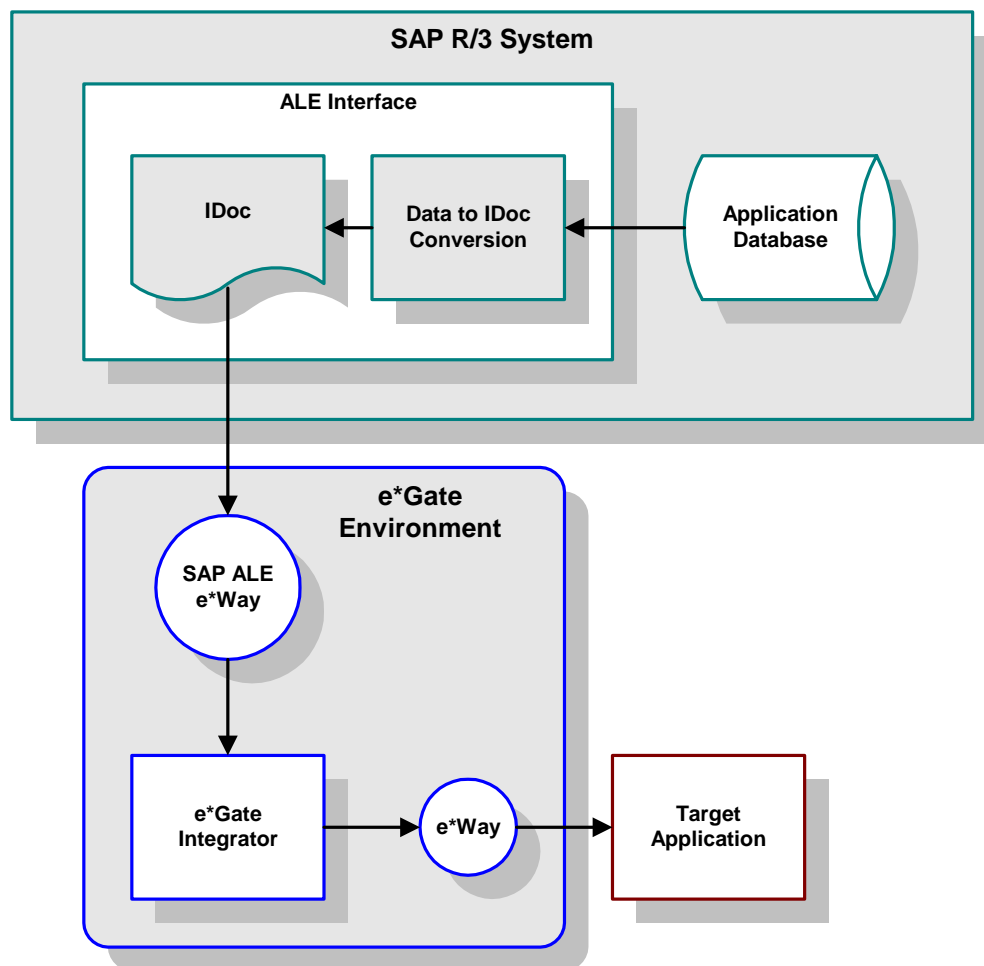 SAP R/3 System
ALE Interface
IDoc
Data to IDoc
Conversion
Application
Database
e*Gate
Environment
SAP ALE
e*Way
e*Gate
Integrator
e*Way
Target
Application